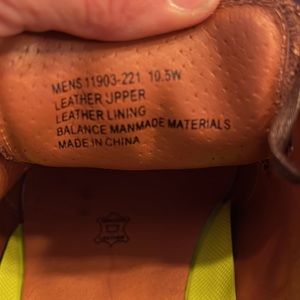 MENS 11903-221 10.5W
LEATHER UPPER
LEATHER LINING
BALANCE MANMADE MATERIALS
MADE IN CHINA